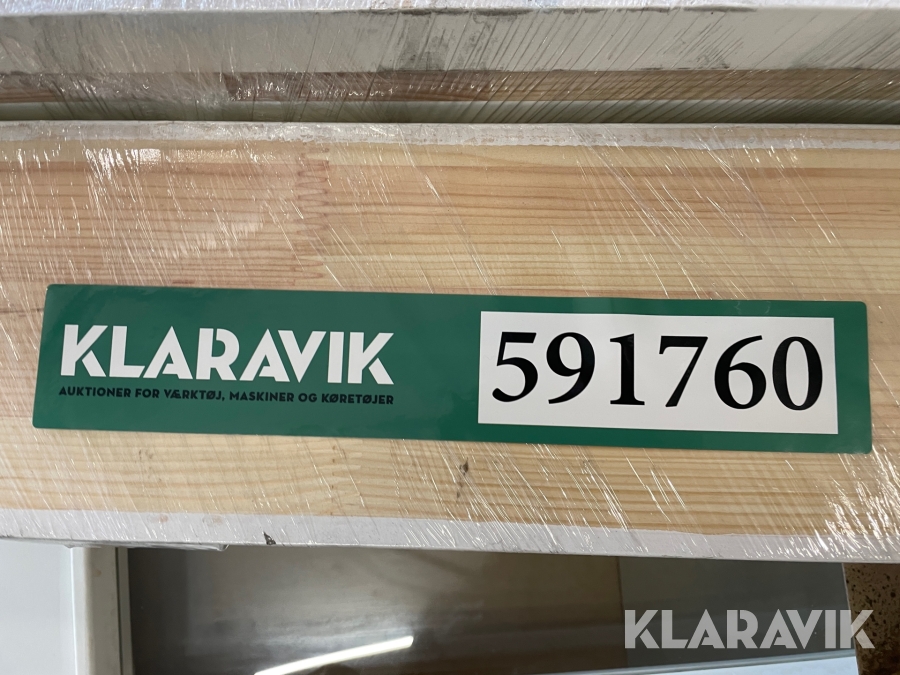 KLARAVIK
AUKTIONER FOR VÆRKTØJ, MASKINER OG KØRETØJER
591760
KLARAVIK